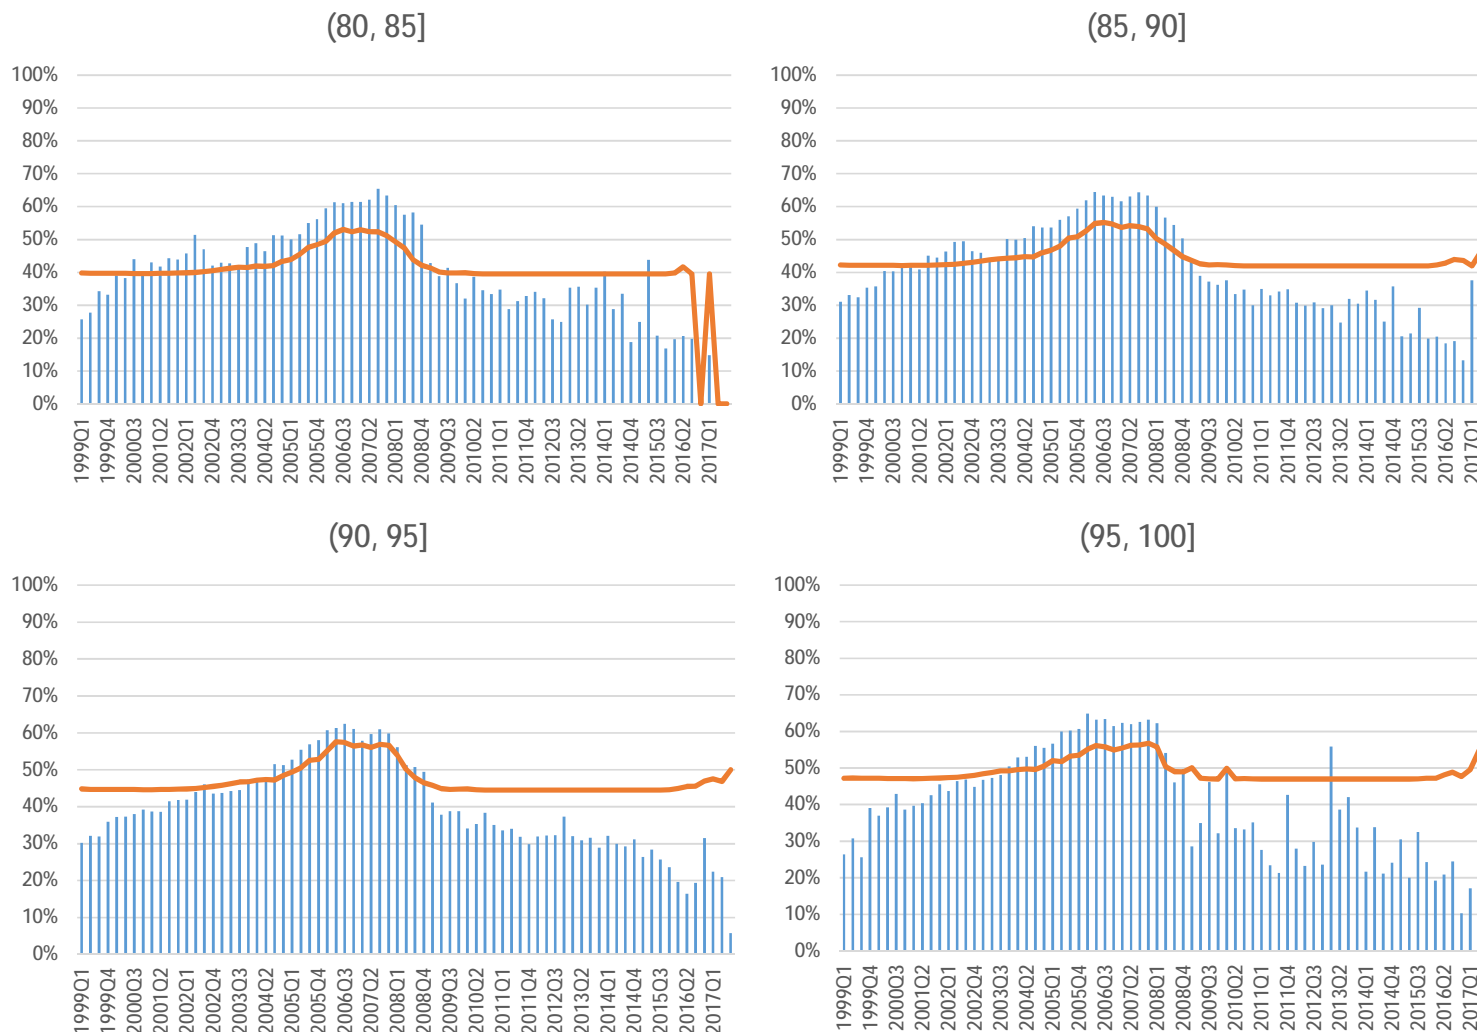 (80, 85]
100%
90%
80%
70%
60%
50%
40%
30%
20%
10%
0%
1999Q1
1999Q4
2000Q3
2001Q2
2002Q1
2002Q4
2003Q3
2004Q2
2005Q1
2005Q4
2006Q3
2007Q2
2008Q1
2008Q4
2009Q3
2010Q2
2011Q1
2011Q4
2012Q3
2013Q2
2014Q1
2014Q4
2015Q3
2016Q2
2017Q1
(85, 90]
100%
90%
80%
70%
60%
50%
40%
30%
20%
10%
0%
1999Q1
1999Q4
2000Q3
2001Q2
2002Q1
2002Q4
2003Q3
2004Q2
2005Q1
2005Q4
2006Q3
2007Q2
2008Q1
2008Q4
2009Q3
2010Q2
2011Q1
2011Q4
2012Q3
2013Q2
2014Q1
2014Q4
2015Q3
2016Q2
2017Q1
(90, 95]
100%
90%
80%
70%
60%
50%
40%
30%
20%
10%
0%
1999Q1
1999Q4
2000Q3
2001Q2
2002Q1
2002Q4
2003Q3
2004Q2
2005Q1
2005Q4
2006Q3
2007Q2
2008Q1
2008Q4
2009Q3
2010Q2
2011Q1
2011Q4
2012Q3
2013Q2
2014Q1
2014Q4
2015Q3
2016Q2
2017Q1
(95, 100]
100%
90%
80%
70%
60%
50%
40%
30%
20%
10%
0%
1999Q1
1999Q4
2000Q3
2001Q2
2002Q1
2002Q4
2003Q3
2004Q2
2005Q1
2005Q4
2006Q3
2007Q2
2008Q1
2008Q4
2009Q3
2010Q2
2011Q1
2011Q4
2012Q3
2013Q2
2014Q1
2014Q4
2015Q3
2016Q2
2017Q1